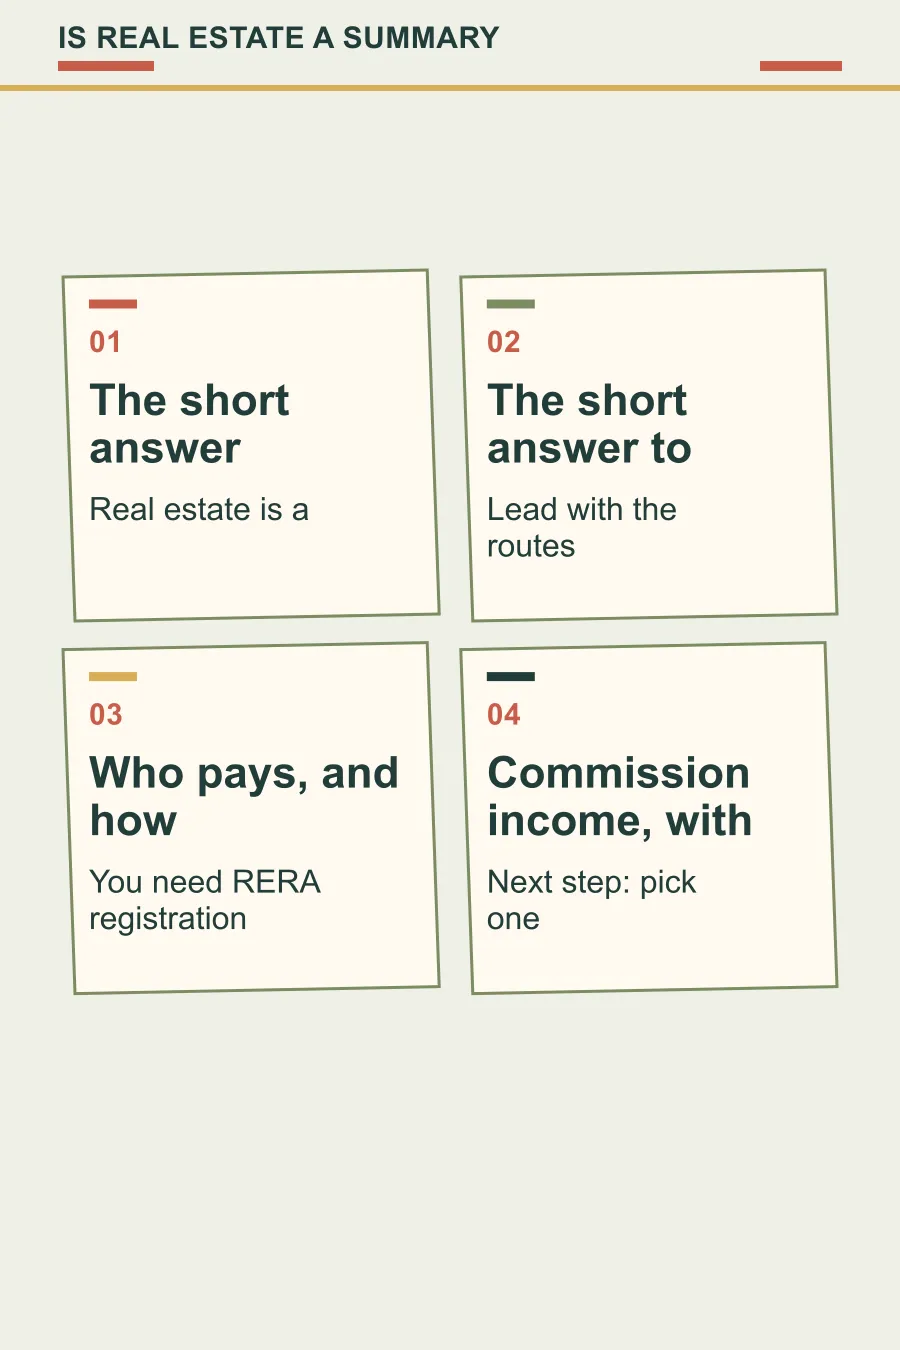 IS REAL ESTATE A SUMMARY
01
The short
answer
Real estate is a
02
The short
answer to
Lead with the
routes
03
Who pays, and
how
You need RERA
registration
04
Commission
income, with
Next step: pick
one